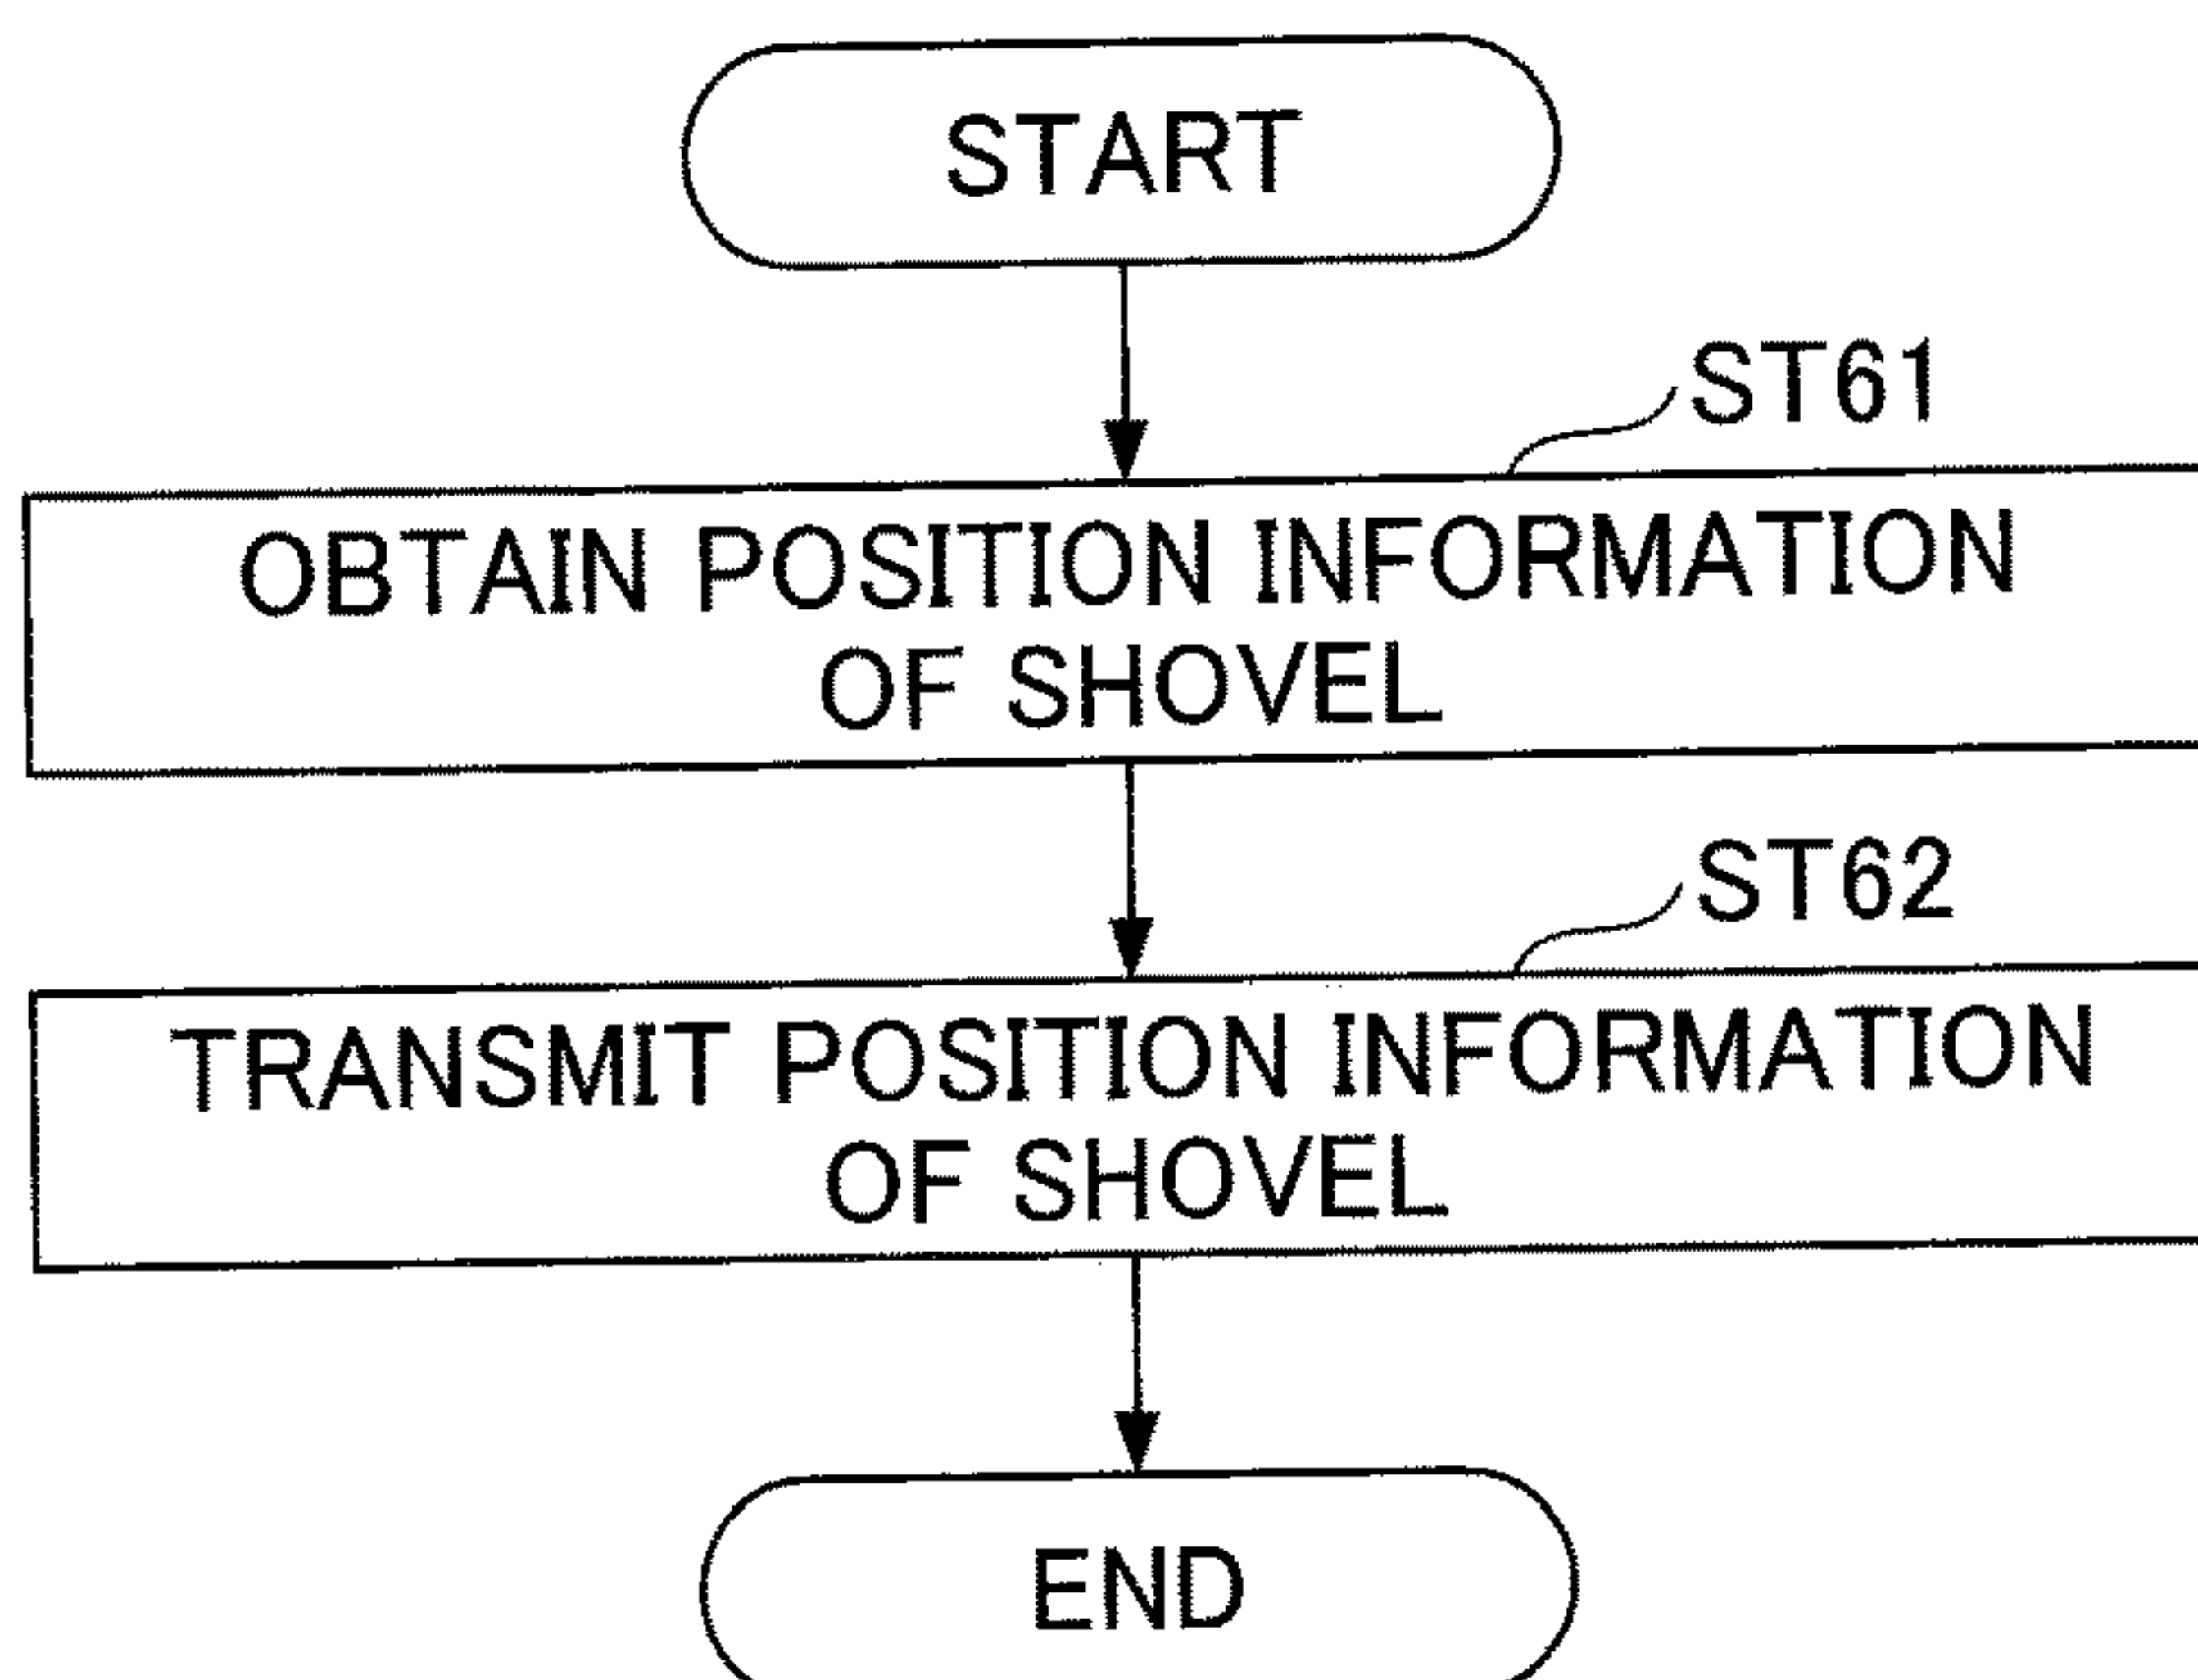 START
ST61
OBTAIN POSITION INFORMATION
OF SHOVEL
ST62
TRANSMIT POSITION INFORMATION
OF SHOVEL
END